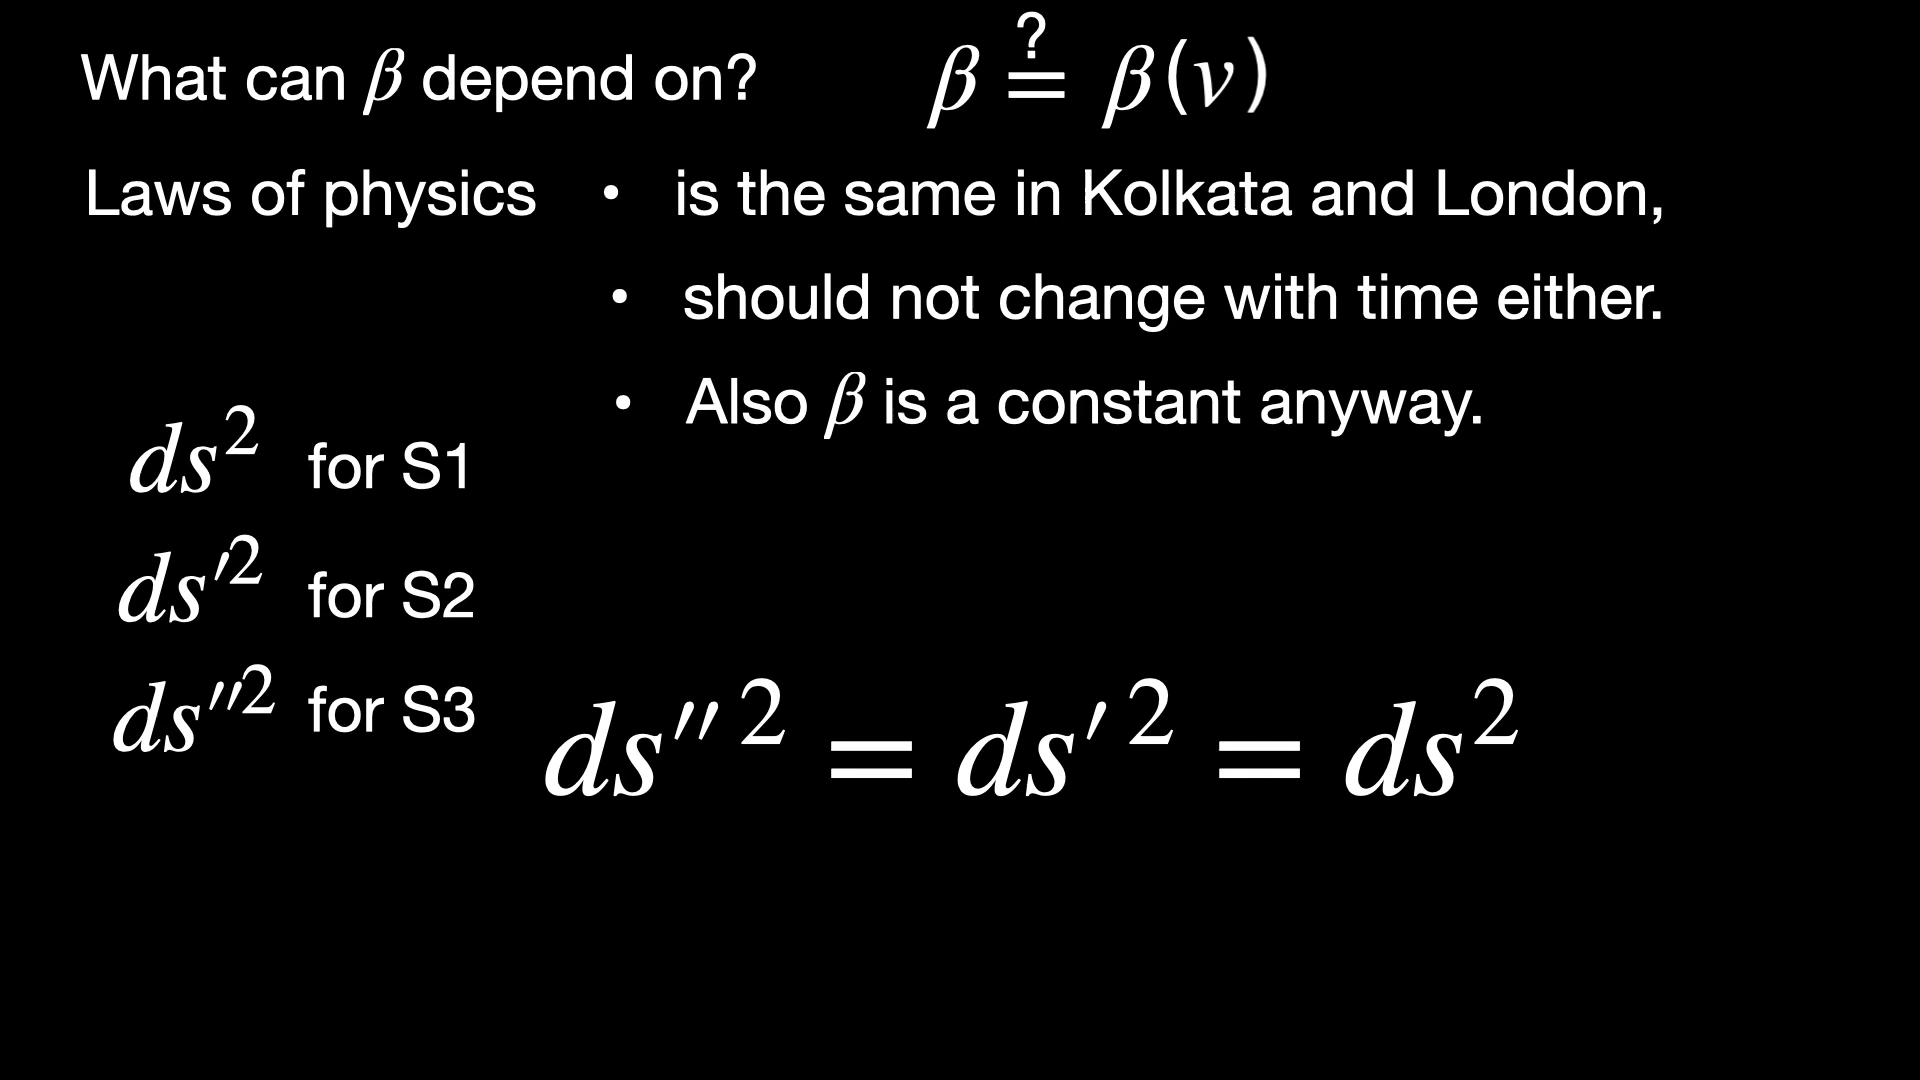 What can β depend on? β ≟ β(v)
Laws of physics • is the same in Kolkata and London,
• should not change with time either.
• Also β is a constant anyway.
ds² for S1
ds′² for S2
ds″² for S3
ds″² = ds′² = ds²